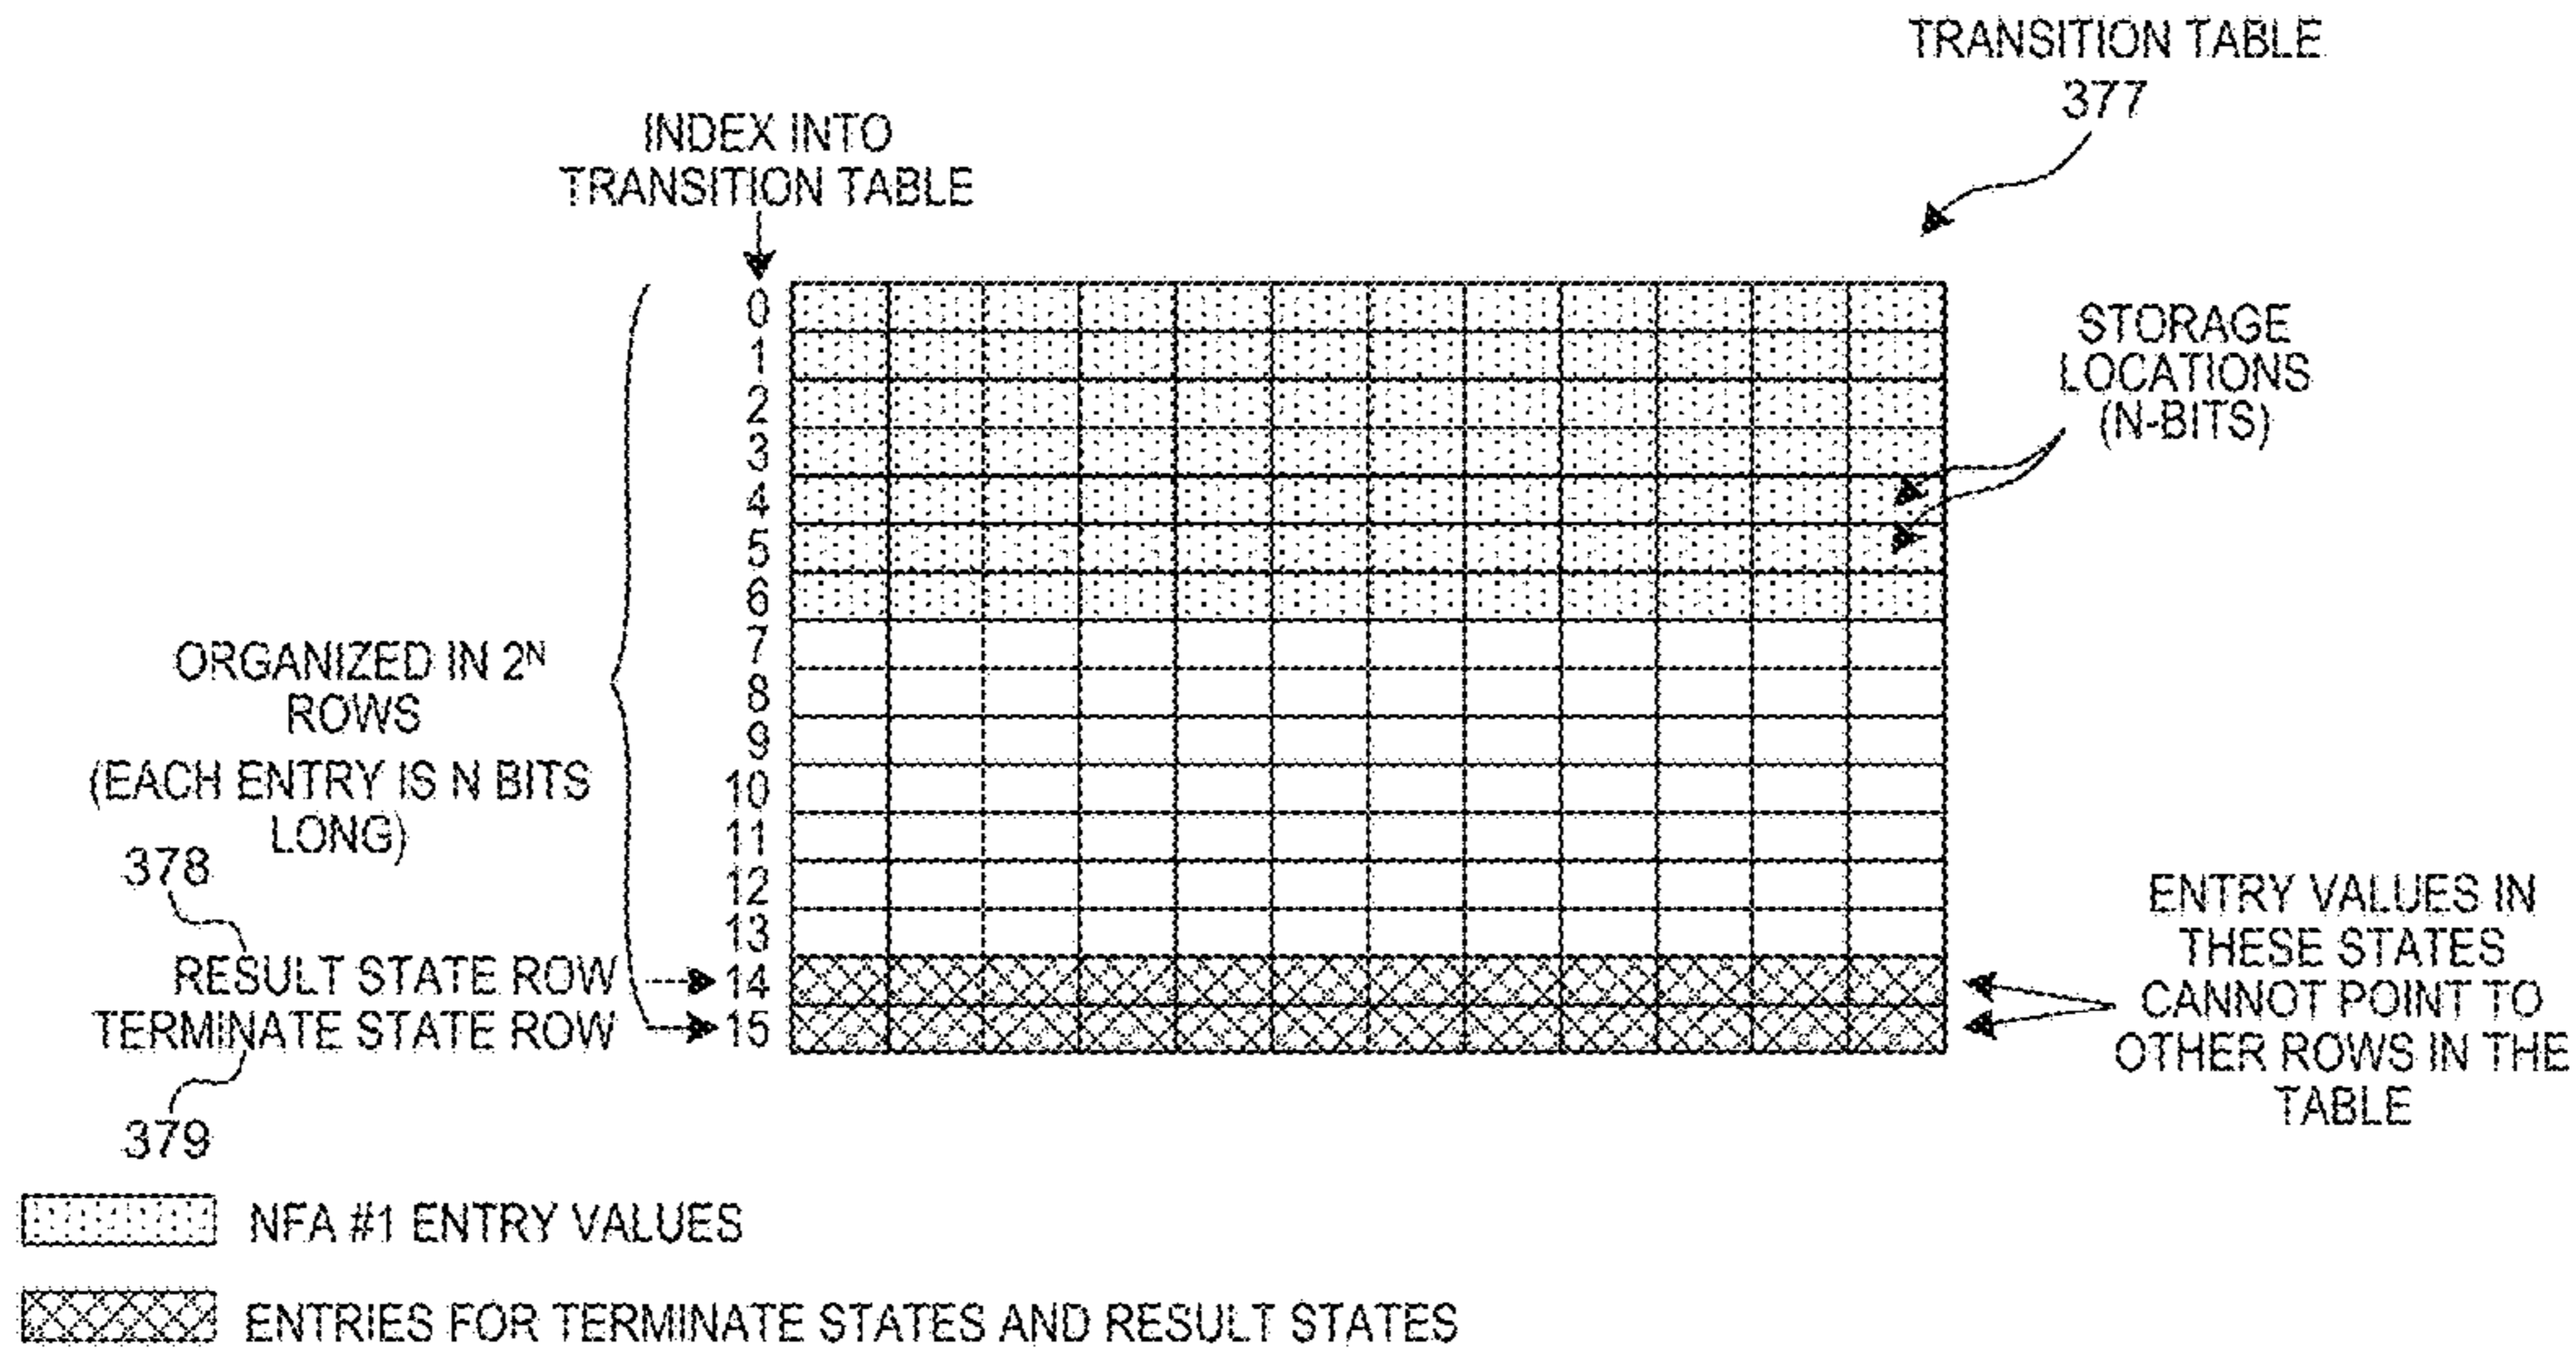 TRANSITION TABLE
377
INDEX INTO
TRANSITION TABLE
0
1
2
3
4
5
6
7
8
9
10
11
12
13
14
15
STORAGE
LOCATIONS
(N-BITS)
ORGANIZED IN 2ᴺ
ROWS
(EACH ENTRY IS N BITS
LONG)
378
RESULT STATE ROW
TERMINATE STATE ROW
379
ENTRY VALUES IN
THESE STATES
CANNOT POINT TO
OTHER ROWS IN THE
TABLE
NFA #1 ENTRY VALUES
ENTRIES FOR TERMINATE STATES AND RESULT STATES